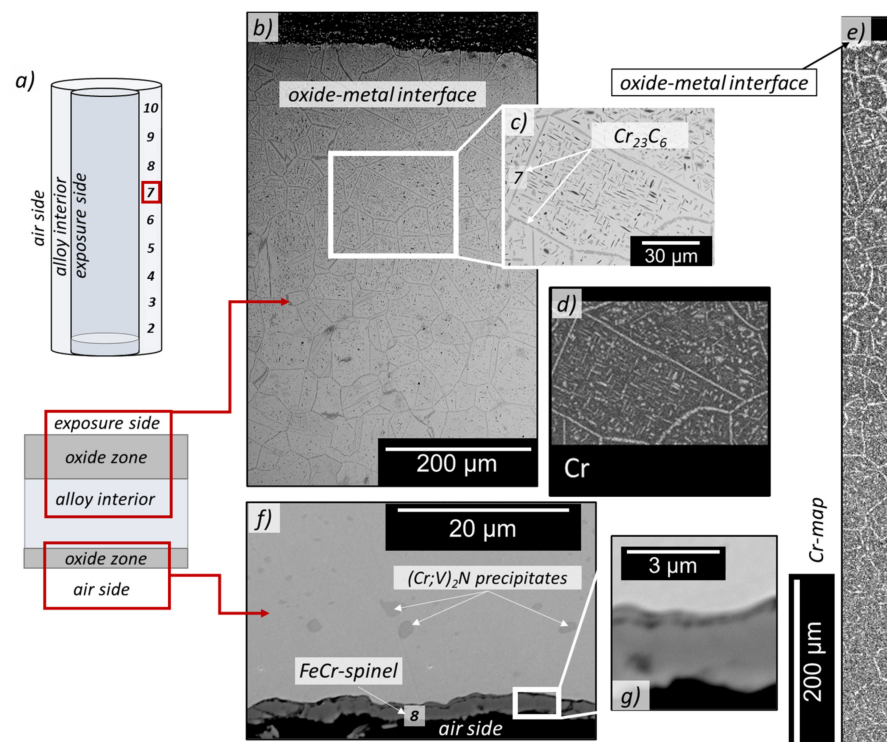 a)
10
9
8
7
6
5
4
3
2
air side
alloy interior
exposure side
b)
oxide-metal interface
200 µm
c)
Cr23C6
7
30 µm
d)
Cr
e)
oxide-metal interface
Cr-map
200 µm
exposure side
oxide zone
alloy interior
oxide zone
air side
f)
20 µm
(Cr;V)2N precipitates
FeCr-spinel
8
air side
3 µm
g)